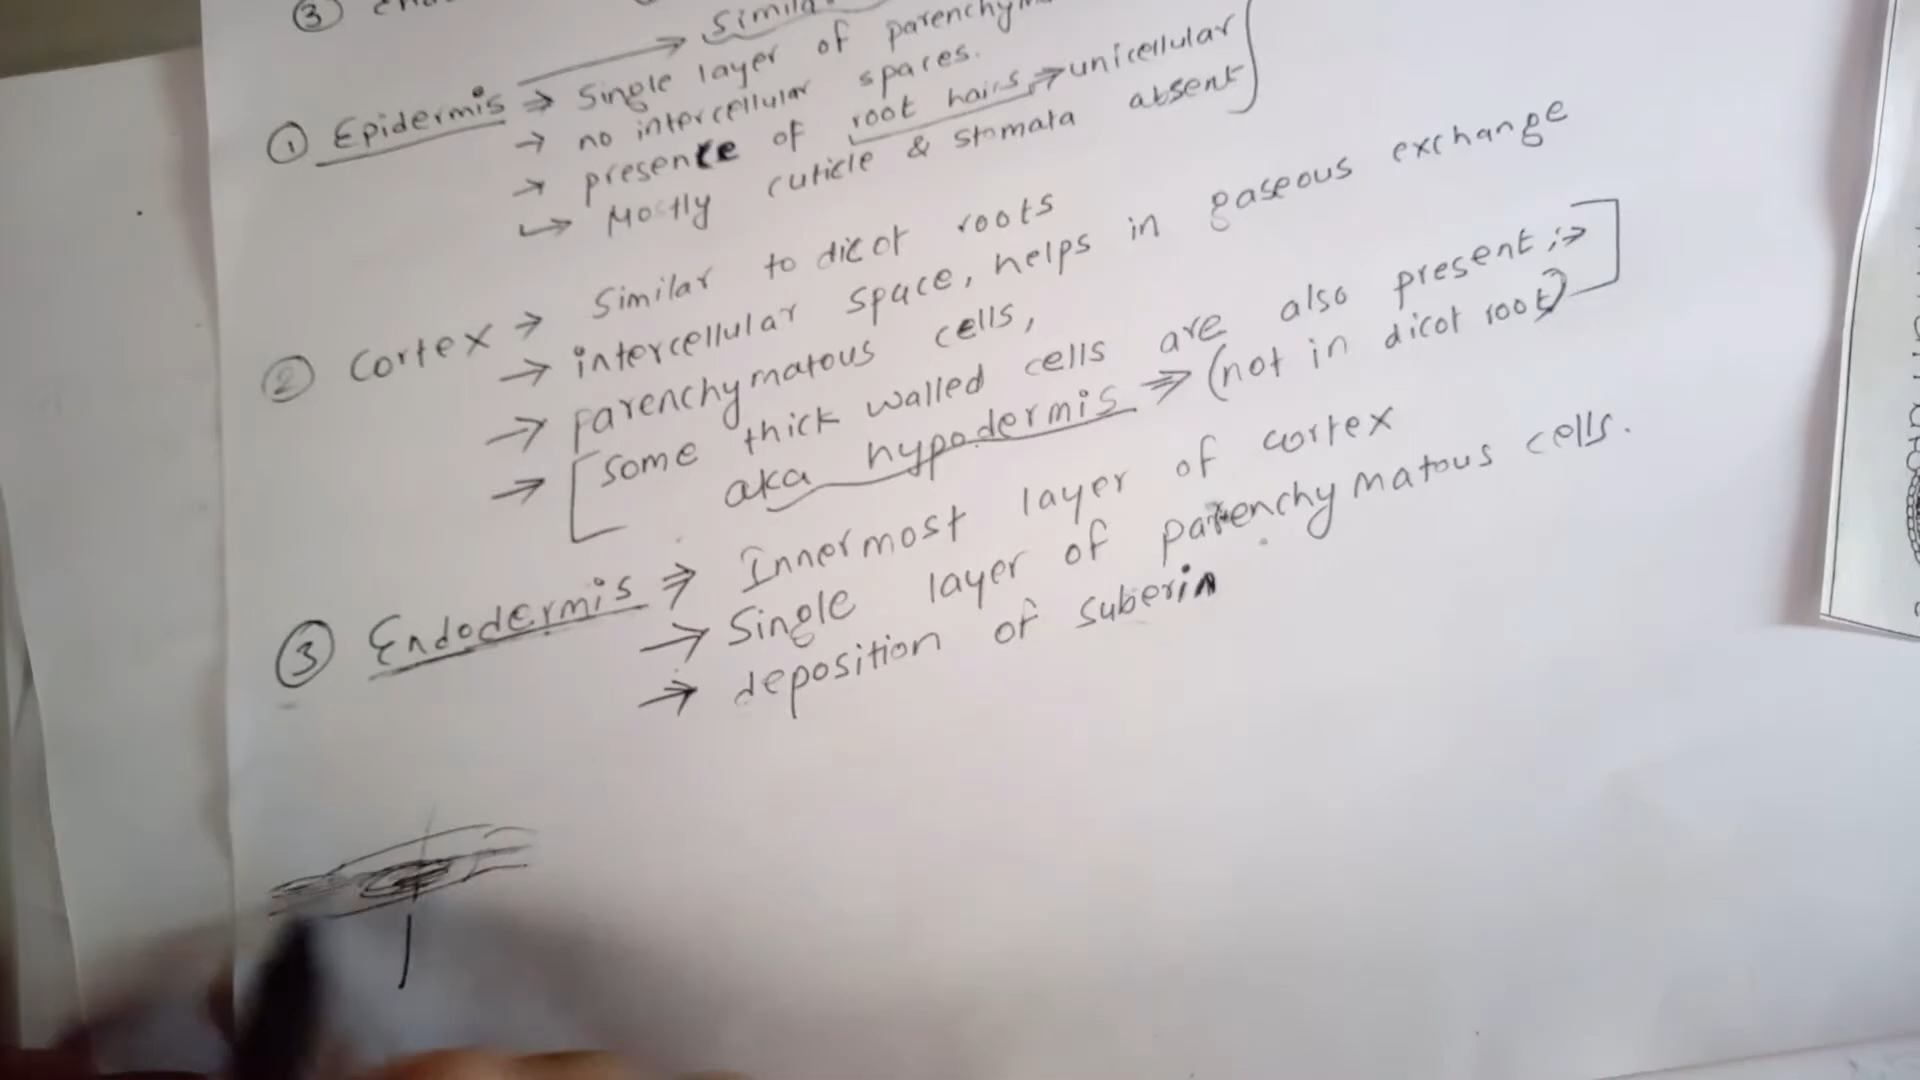 ③
① Epidermis ⇒ Single layer of
→ no intercellular spaces.
→ presence of root hairs → unicellular
↳ Mostly cuticle & stomata absent
② Cortex → Similar to dicot roots
→ intercellular space, helps in gaseous exchange
→ parenchymatous cells,
→ [some thick walled cells are also present :→]
aka hypodermis ⇒ (not in dicot root)
③ Endodermis ⇒ Innermost layer of cortex
→ Single layer of parenchymatous cells.
→ deposition of suberin